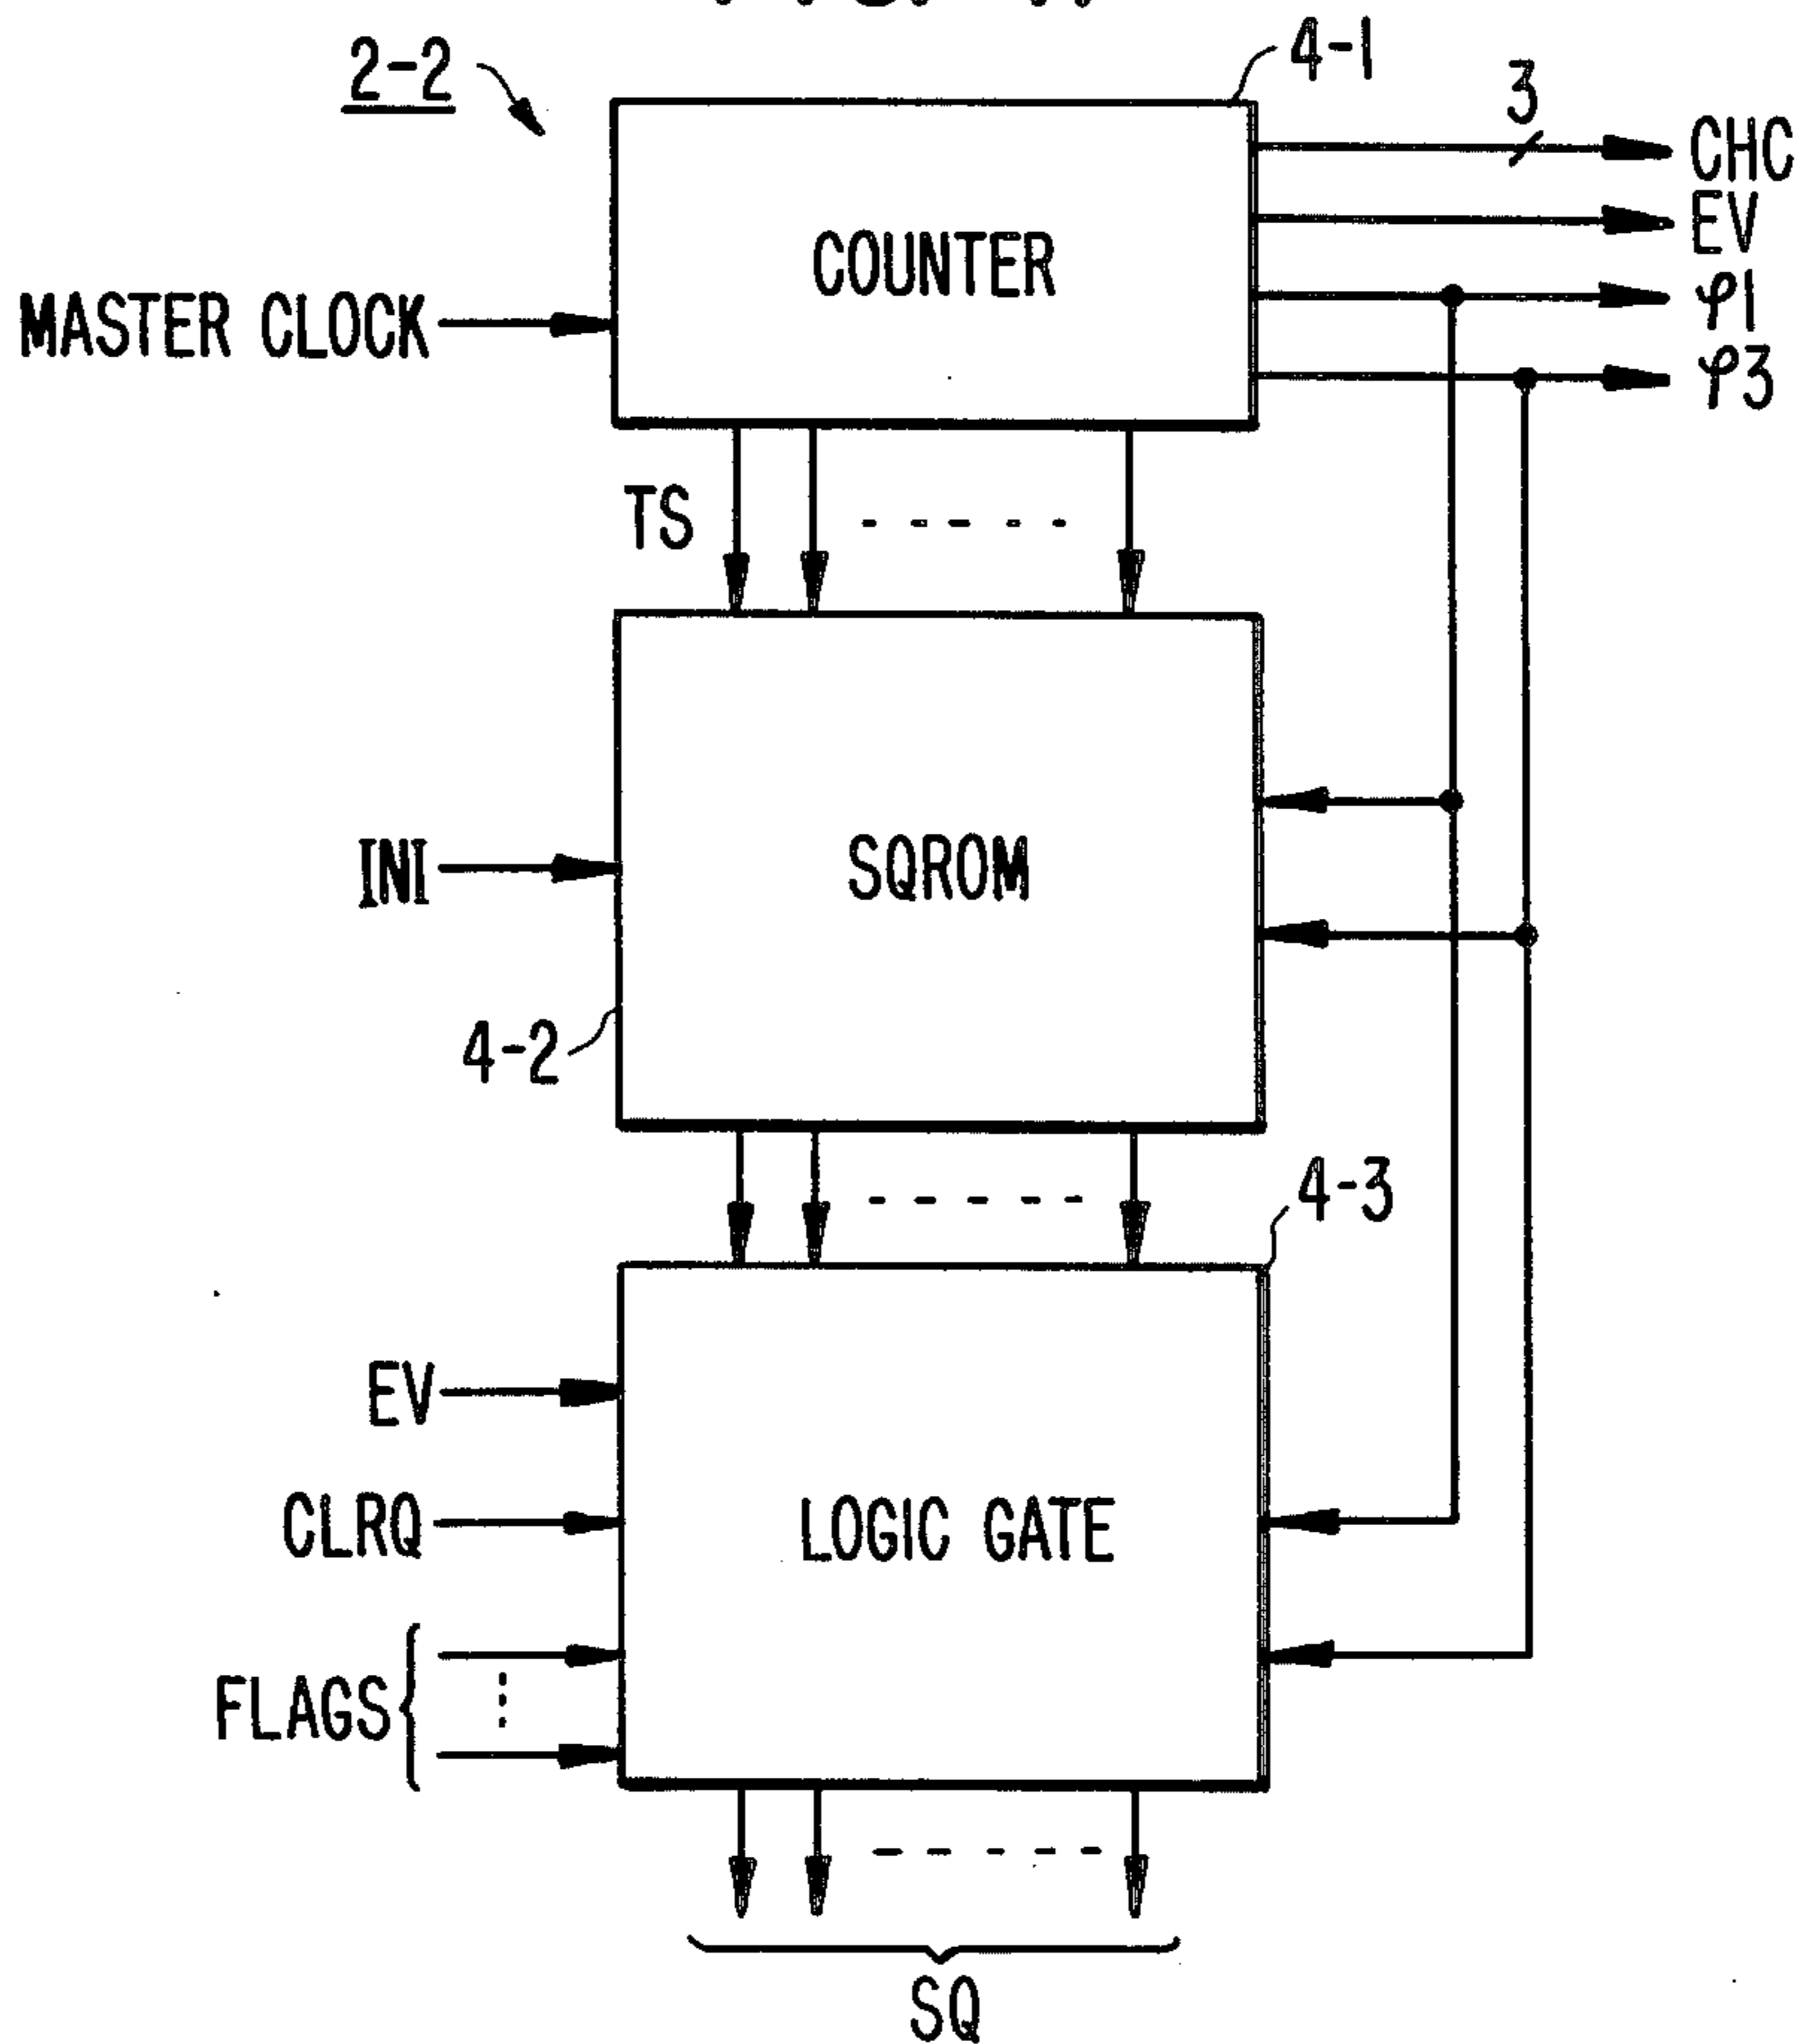 2-2
4-1
3
CHC
EV
COUNTER
MASTER CLOCK
φ1
φ3
TS
INI
SQROM
4-2
4-3
EV
CLRQ
LOGIC GATE
FLAGS
SQ